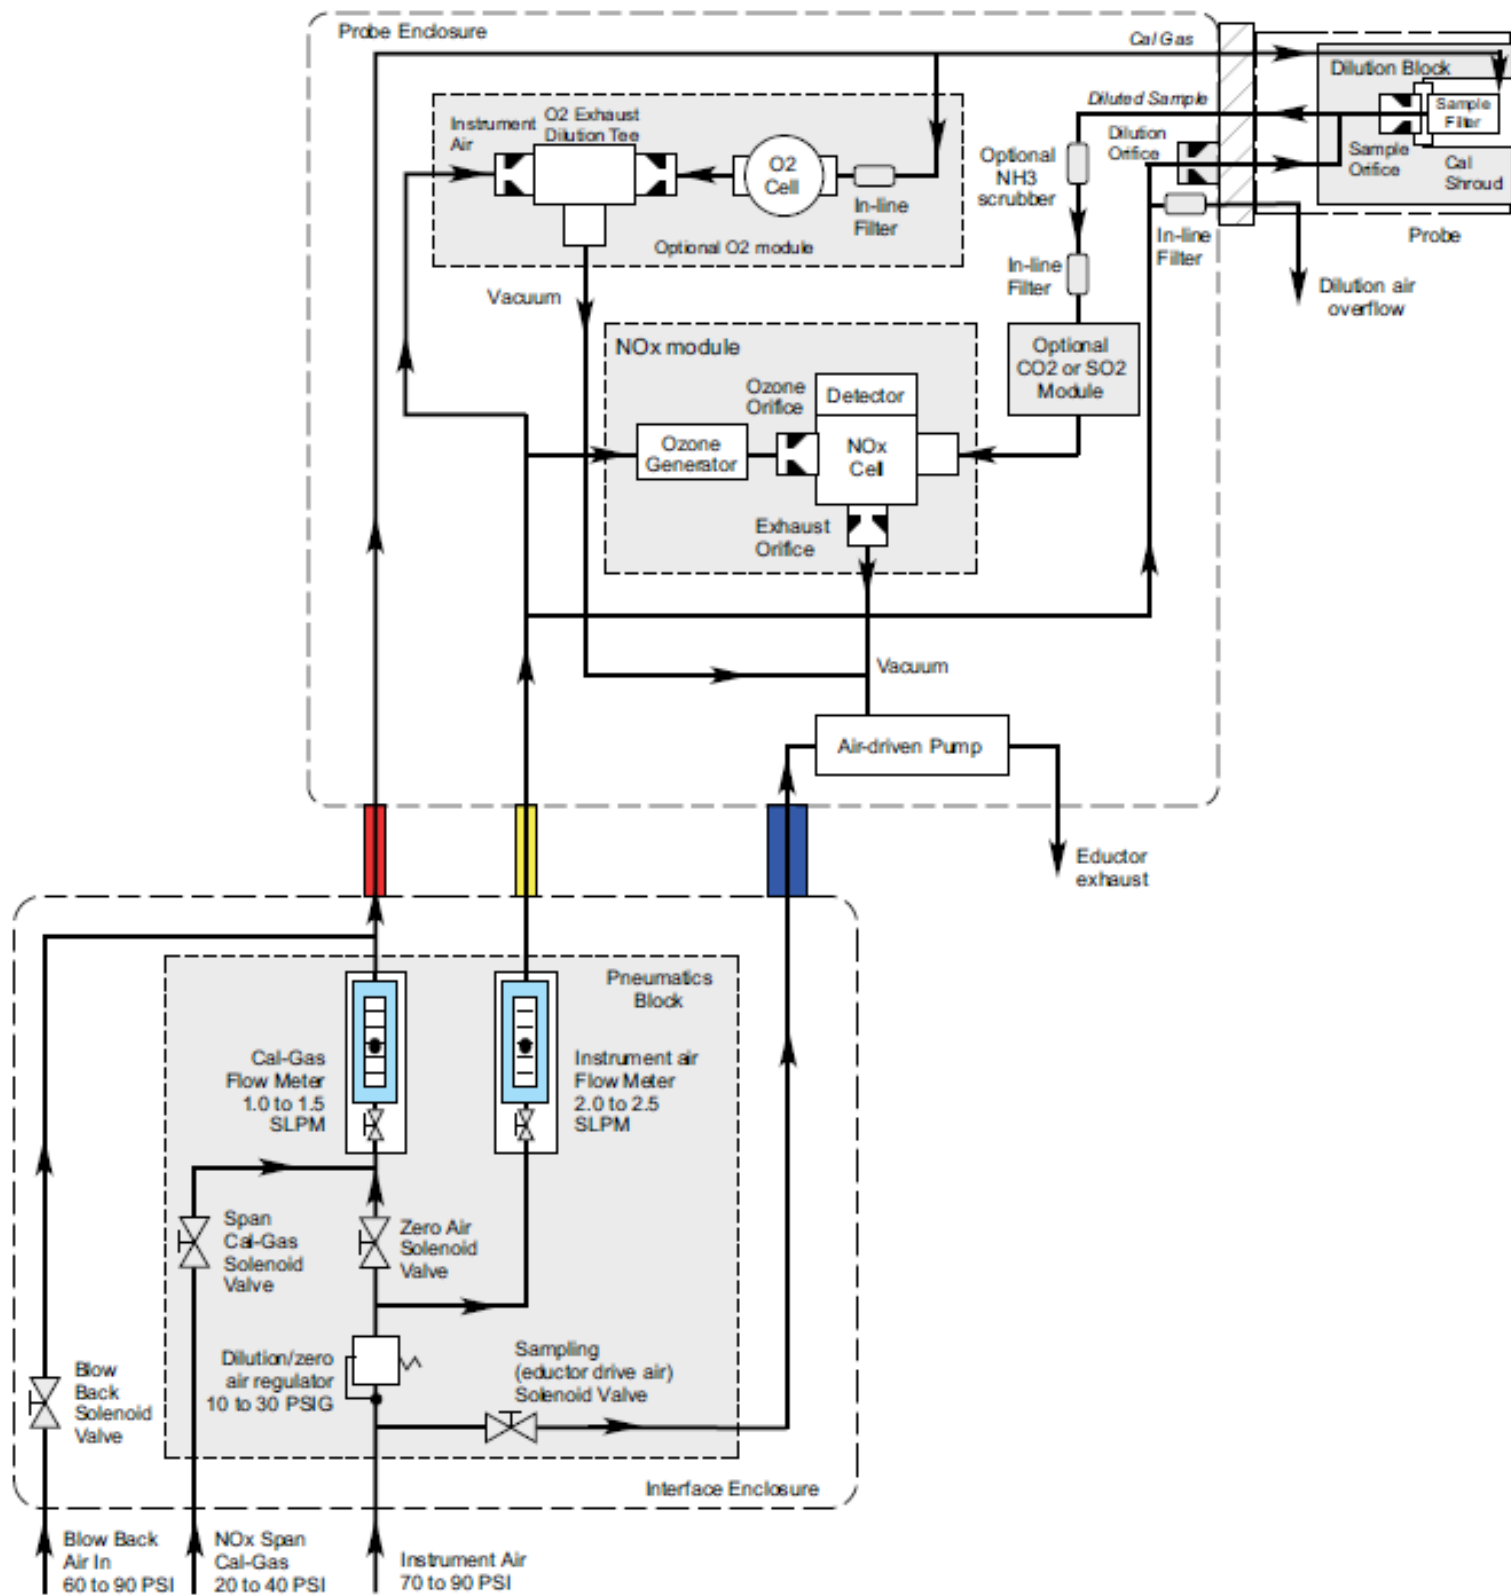 Probe Enclosure
Cal Gas
Dilution Block
Sample
Filter
Sample
Orifice
Cal
Shroud
Probe
Diluted Sample
Dilution
Orifice
In-line
Filter
Dilution air
overflow
Optional
NH3
scrubber
In-line
Filter
Optional
CO2 or SO2
Module
Instrument
Air
O2 Exhaust
Dilution Tee
O2
Cell
In-line
Filter
Optional O2 module
Vacuum
NOx module
Ozone
Orifice
Detector
Ozone
Generator
NOx
Cell
Exhaust
Orifice
Vacuum
Air-driven Pump
Eductor
exhaust
Pneumatics
Block
Cal-Gas
Flow Meter
1.0 to 1.5
SLPM
Instrument air
Flow Meter
2.0 to 2.5
SLPM
Span
Cal-Gas
Solenoid
Valve
Zero Air
Solenoid
Valve
Dilution/zero
air regulator
10 to 30 PSIG
Sampling
(eductor drive air)
Solenoid Valve
Blow
Back
Solenoid
Valve
Interface Enclosure
Blow Back
Air In
60 to 90 PSI
NOx Span
Cal-Gas
20 to 40 PSI
Instrument Air
70 to 90 PSI